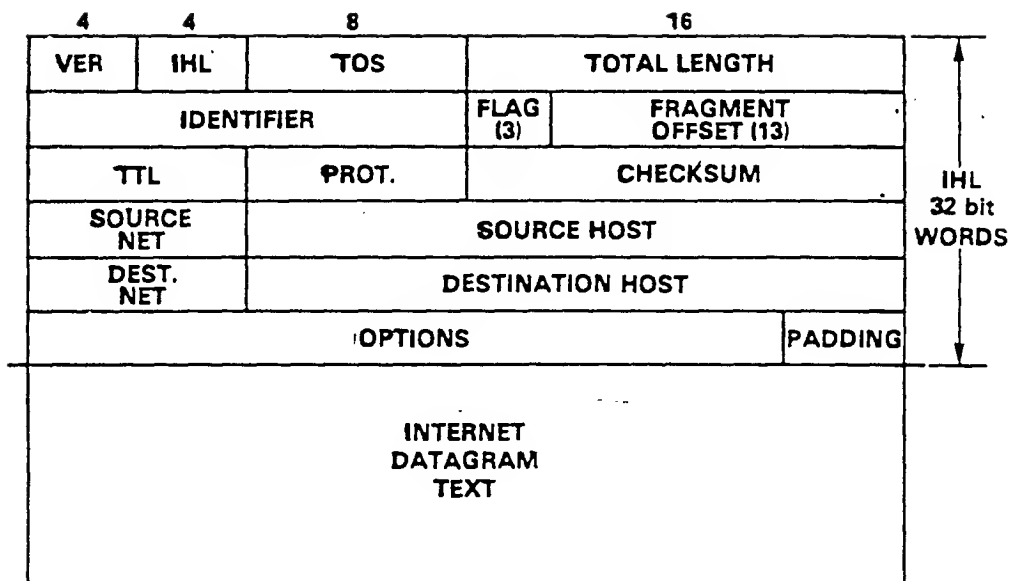 4 4 8 16
VER IHL TOS TOTAL LENGTH
IDENTIFIER FLAG (3) FRAGMENT OFFSET (13)
TTL PROT. CHECKSUM
SOURCE NET SOURCE HOST
DEST. NET DESTINATION HOST
OPTIONS PADDING
IHL
32 bit
WORDS
INTERNET
DATAGRAM
TEXT